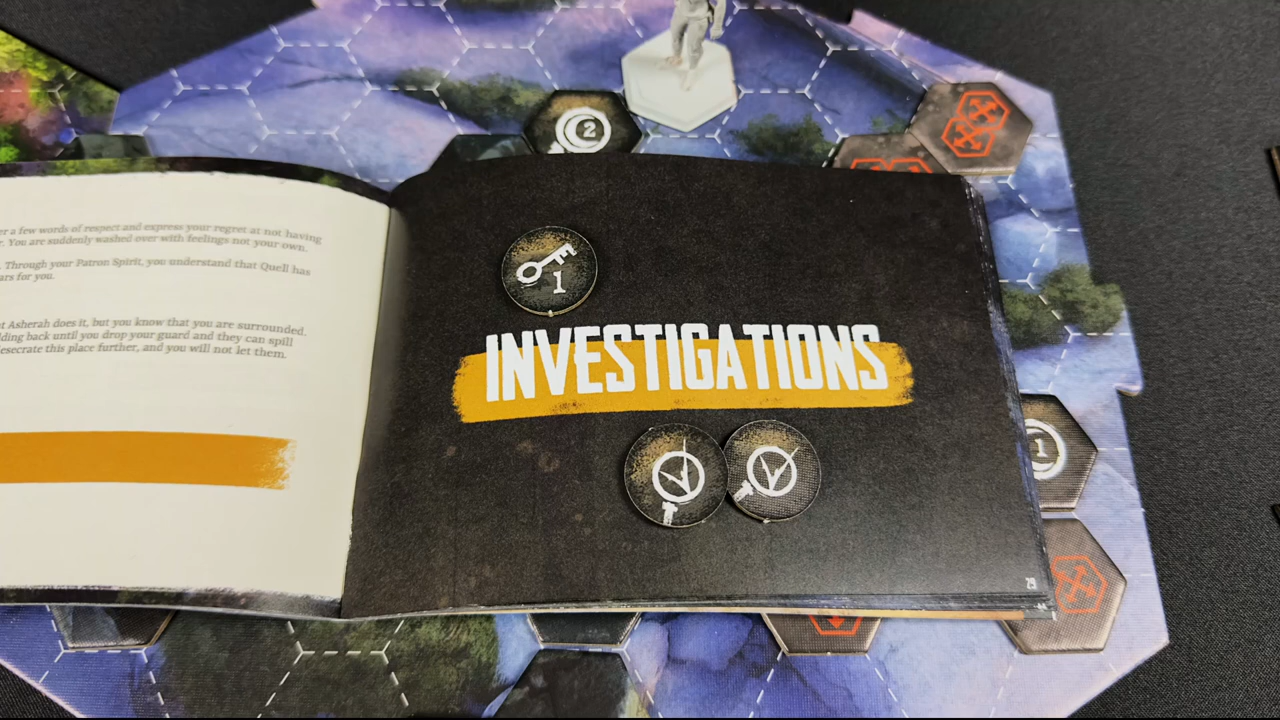 2
er a few words of respect and express your regret at not having
r. You are suddenly washed over with feelings not your own.
. Through your Patron Spirit, you understand that Quell has
ars for you.
t Asherah does it, but you know that you are surrounded.
lding back until you drop your guard and they can spill
esecrate this place further, and you will not let them.
1
INVESTIGATIONS
1
29